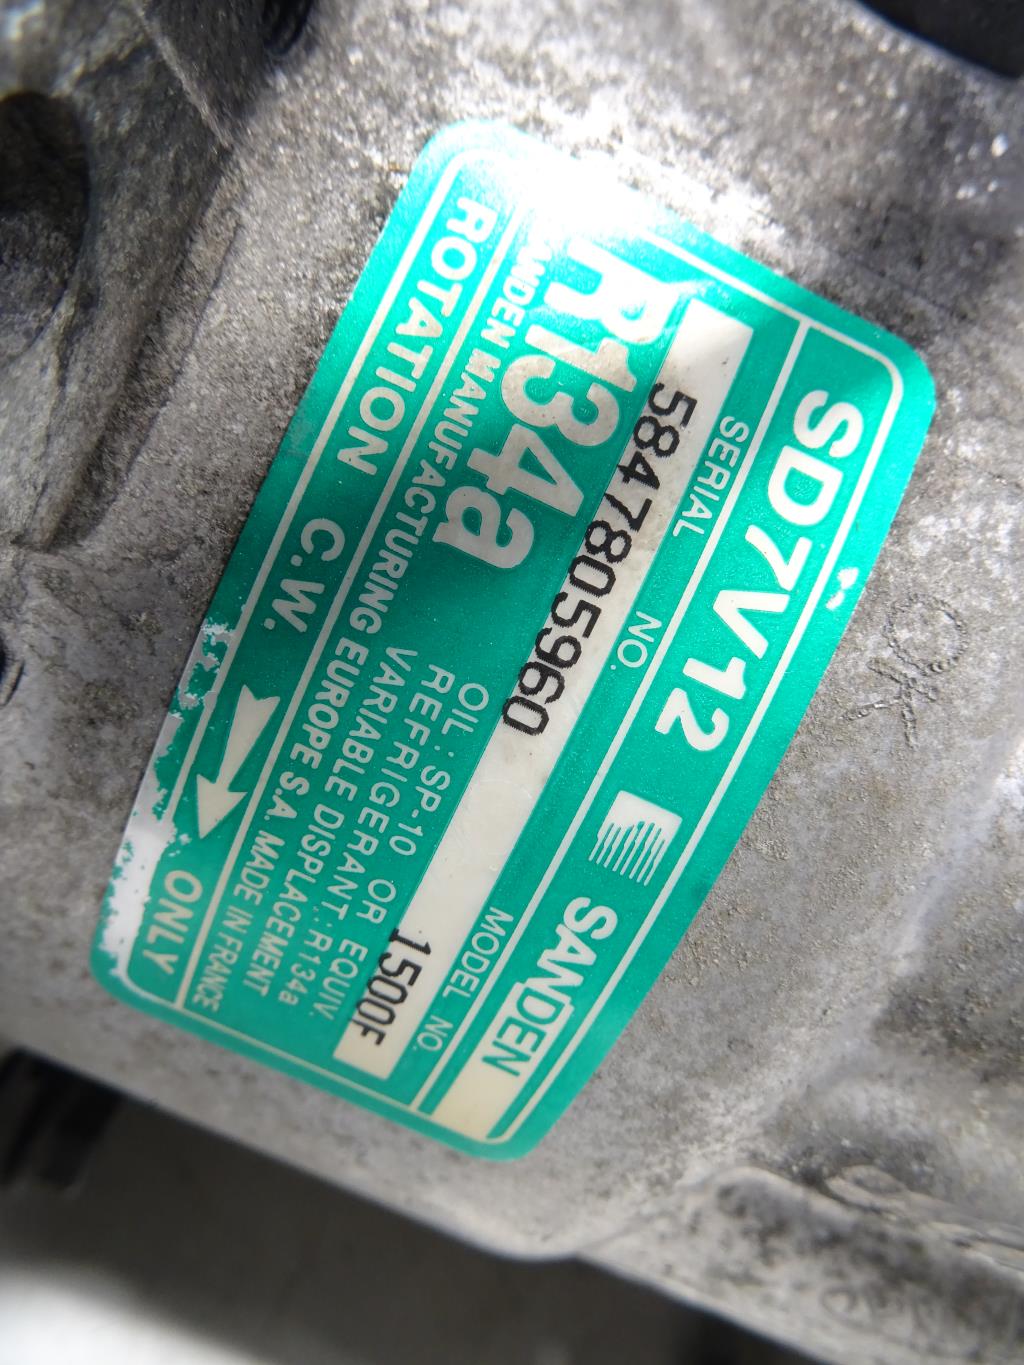 SD7V12 SANDEN
SERIAL NO. MODEL NO.
5847805960 1500F
R134a
OIL : SP-10 OR EQUIV.
REFRIGERANT : R134a
VARIABLE DISPLACEMENT
SANDEN MANUFACTURING EUROPE S.A. MADE IN FRANCE
ROTATION C.W. ONLY